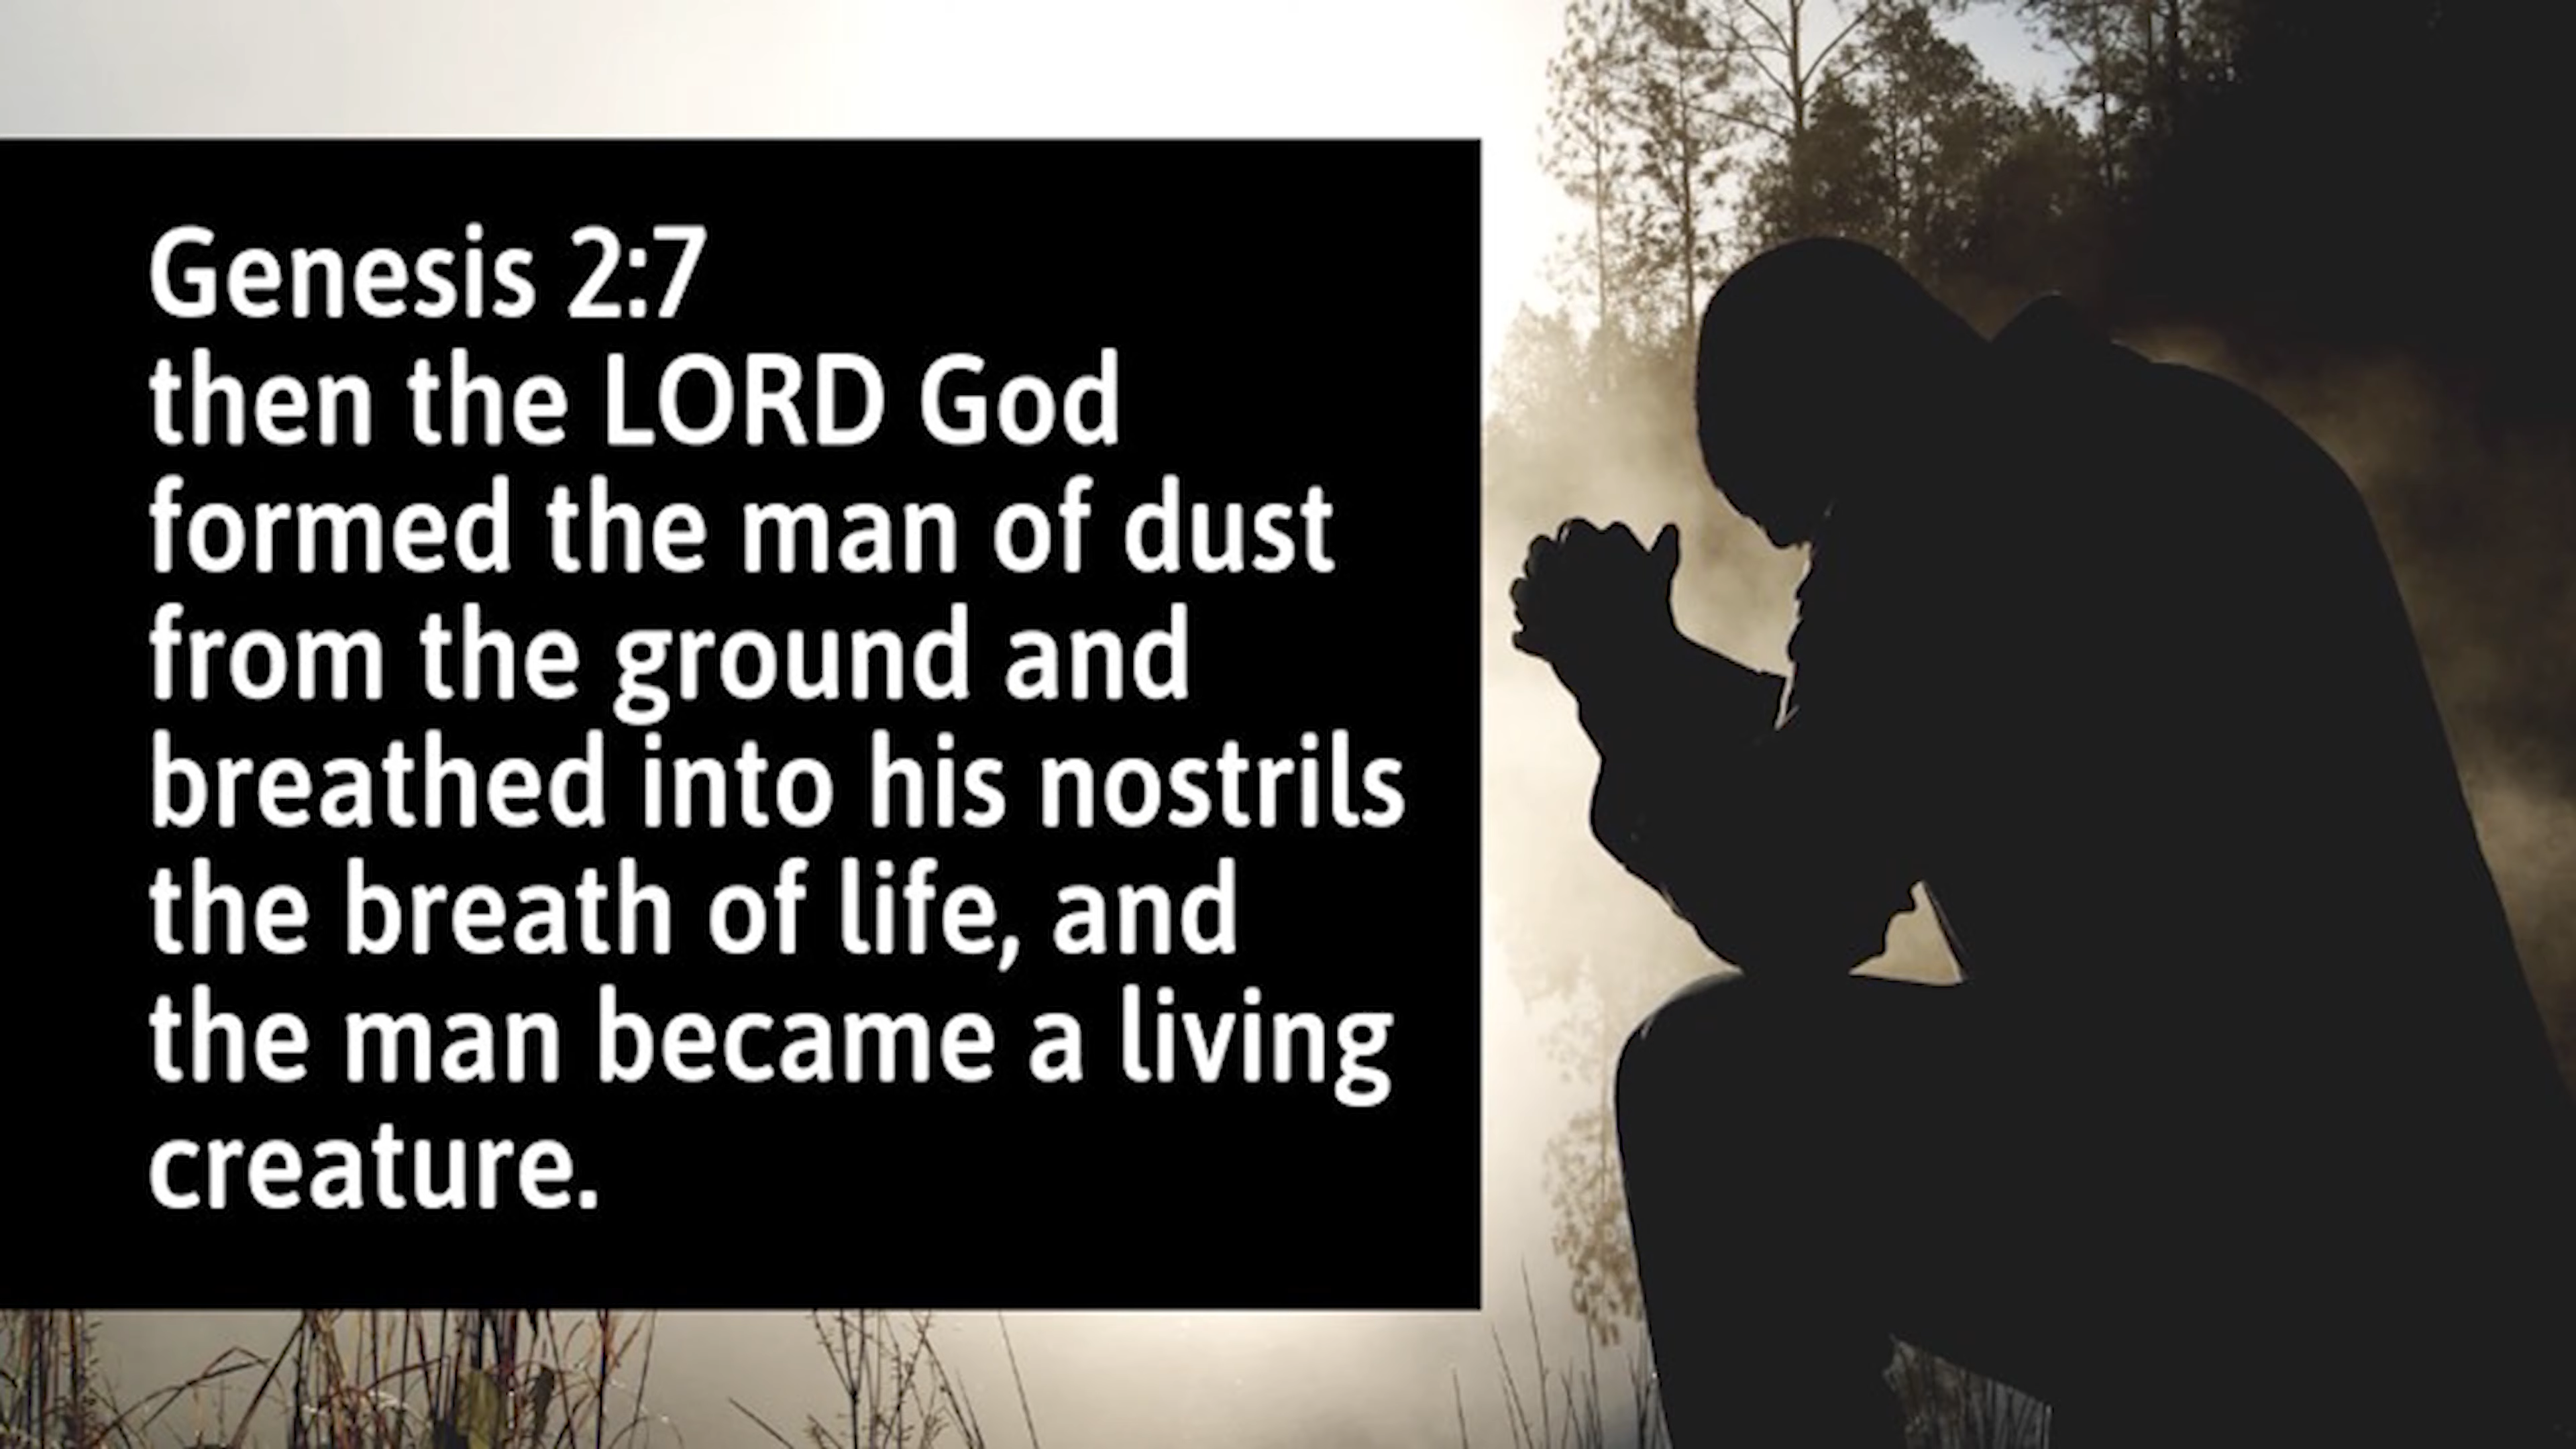 Genesis 2:7
then the LORD God
formed the man of dust
from the ground and
breathed into his nostrils
the breath of life, and
the man became a living
creature.